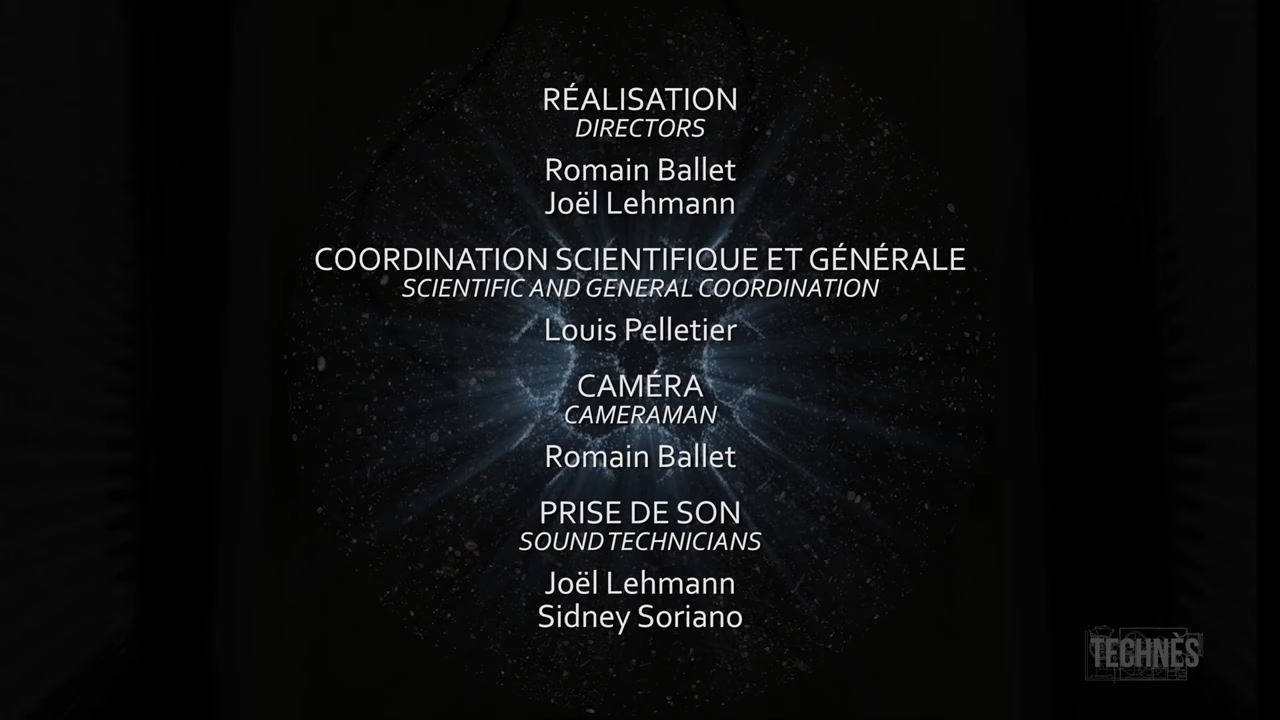 RÉALISATION
DIRECTORS
Romain Ballet
Joël Lehmann
COORDINATION SCIENTIFIQUE ET GÉNÉRALE
SCIENTIFIC AND GENERAL COORDINATION
Louis Pelletier
CAMÉRA
CAMERAMAN
Romain Ballet
PRISE DE SON
SOUND TECHNICIANS
Joël Lehmann
Sidney Soriano
TECHNÈS